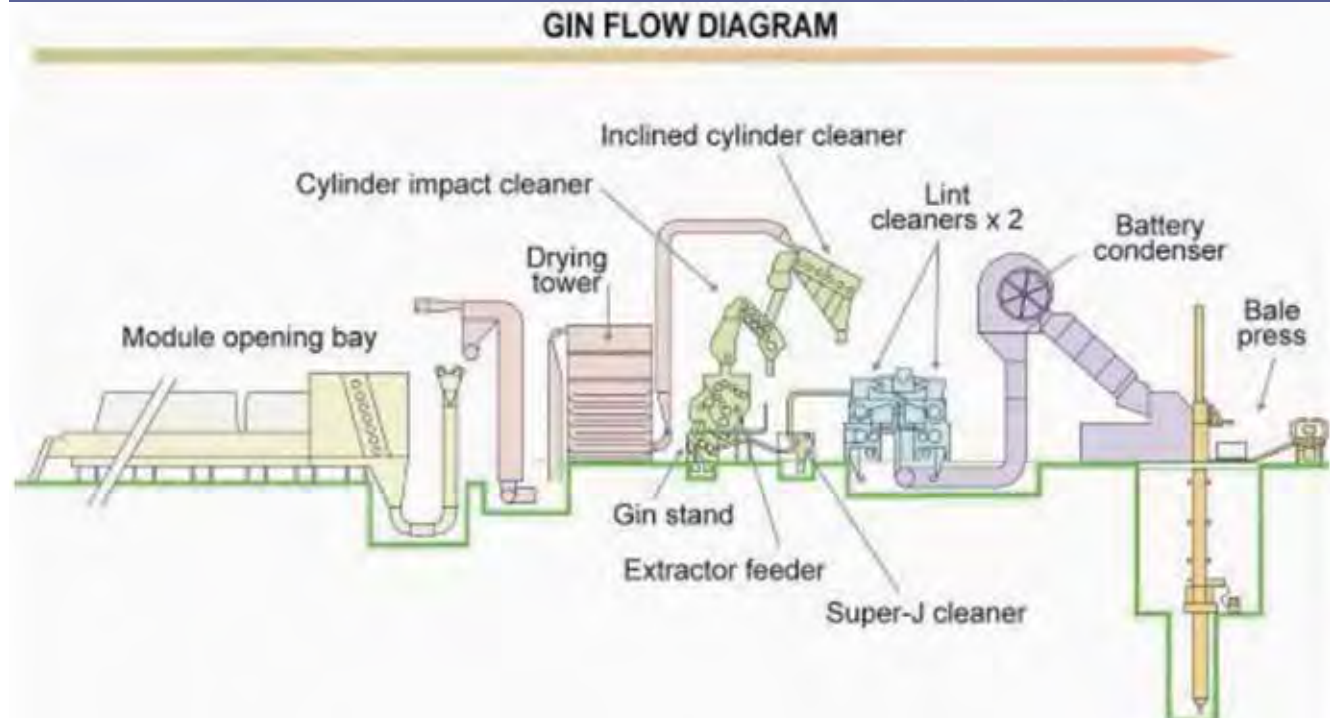 GIN FLOW DIAGRAM
Inclined cylinder cleaner
Cylinder impact cleaner
Lint
cleaners x 2
Battery
condenser
Drying
tower
Bale
press
Module opening bay
Gin stand
Extractor feeder
Super-J cleaner